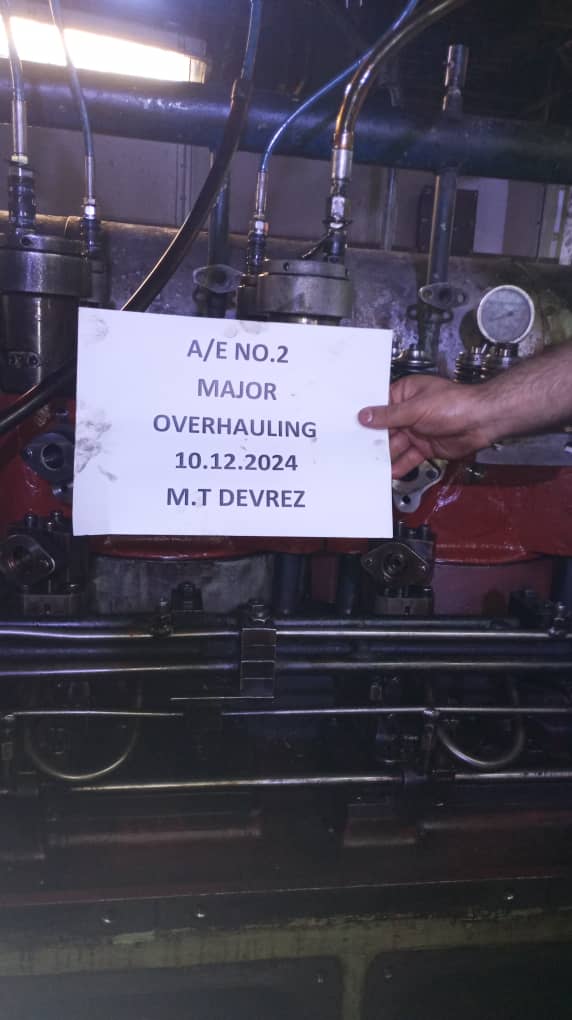 A/E NO.2
MAJOR
OVERHAULING
10.12.2024
M.T DEVREZ